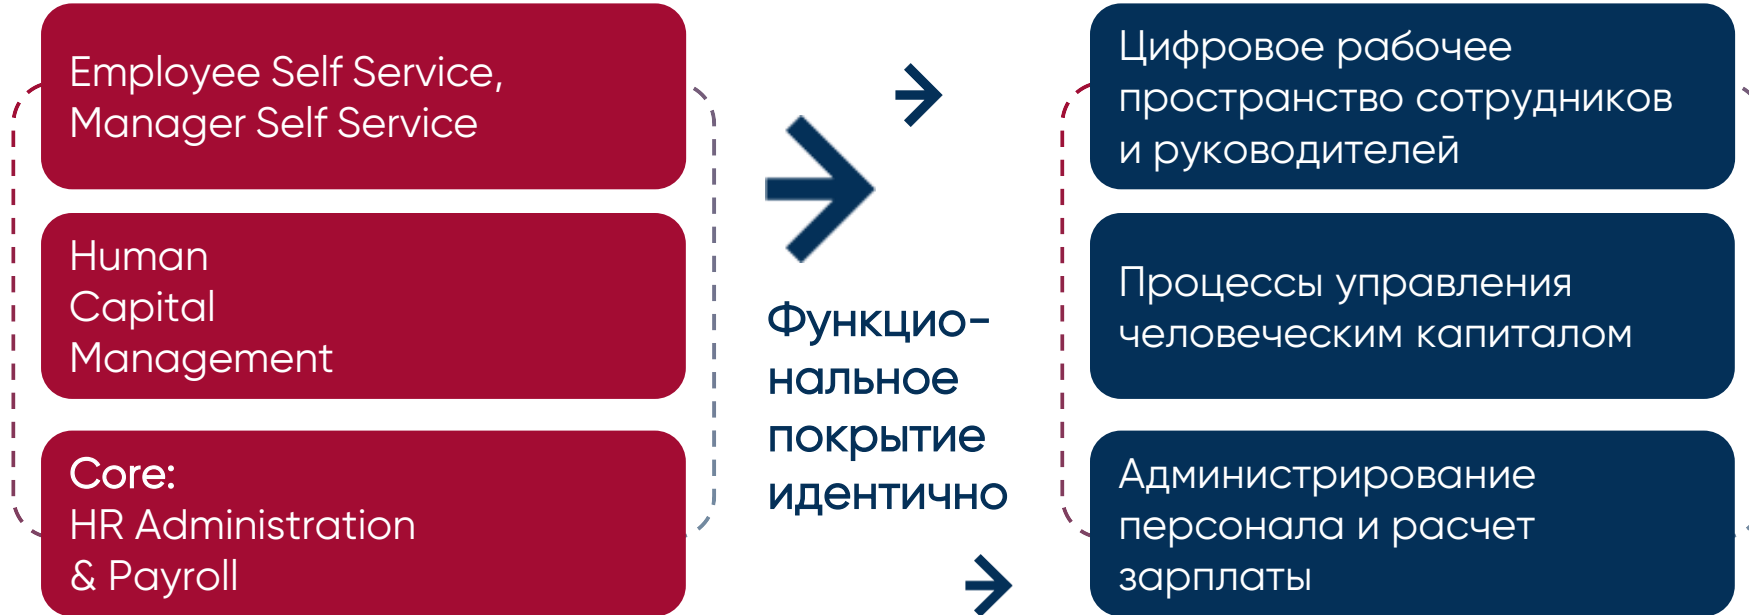 Employee Self Service,
Manager Self Service
Human
Capital
Management
Core:
HR Administration
& Payroll
Функцио-
нальное
покрытие
идентично
Цифровое рабочее
пространство сотрудников
и руководителей
Процессы управления
человеческим капиталом
Администрирование
персонала и расчет
зарплаты